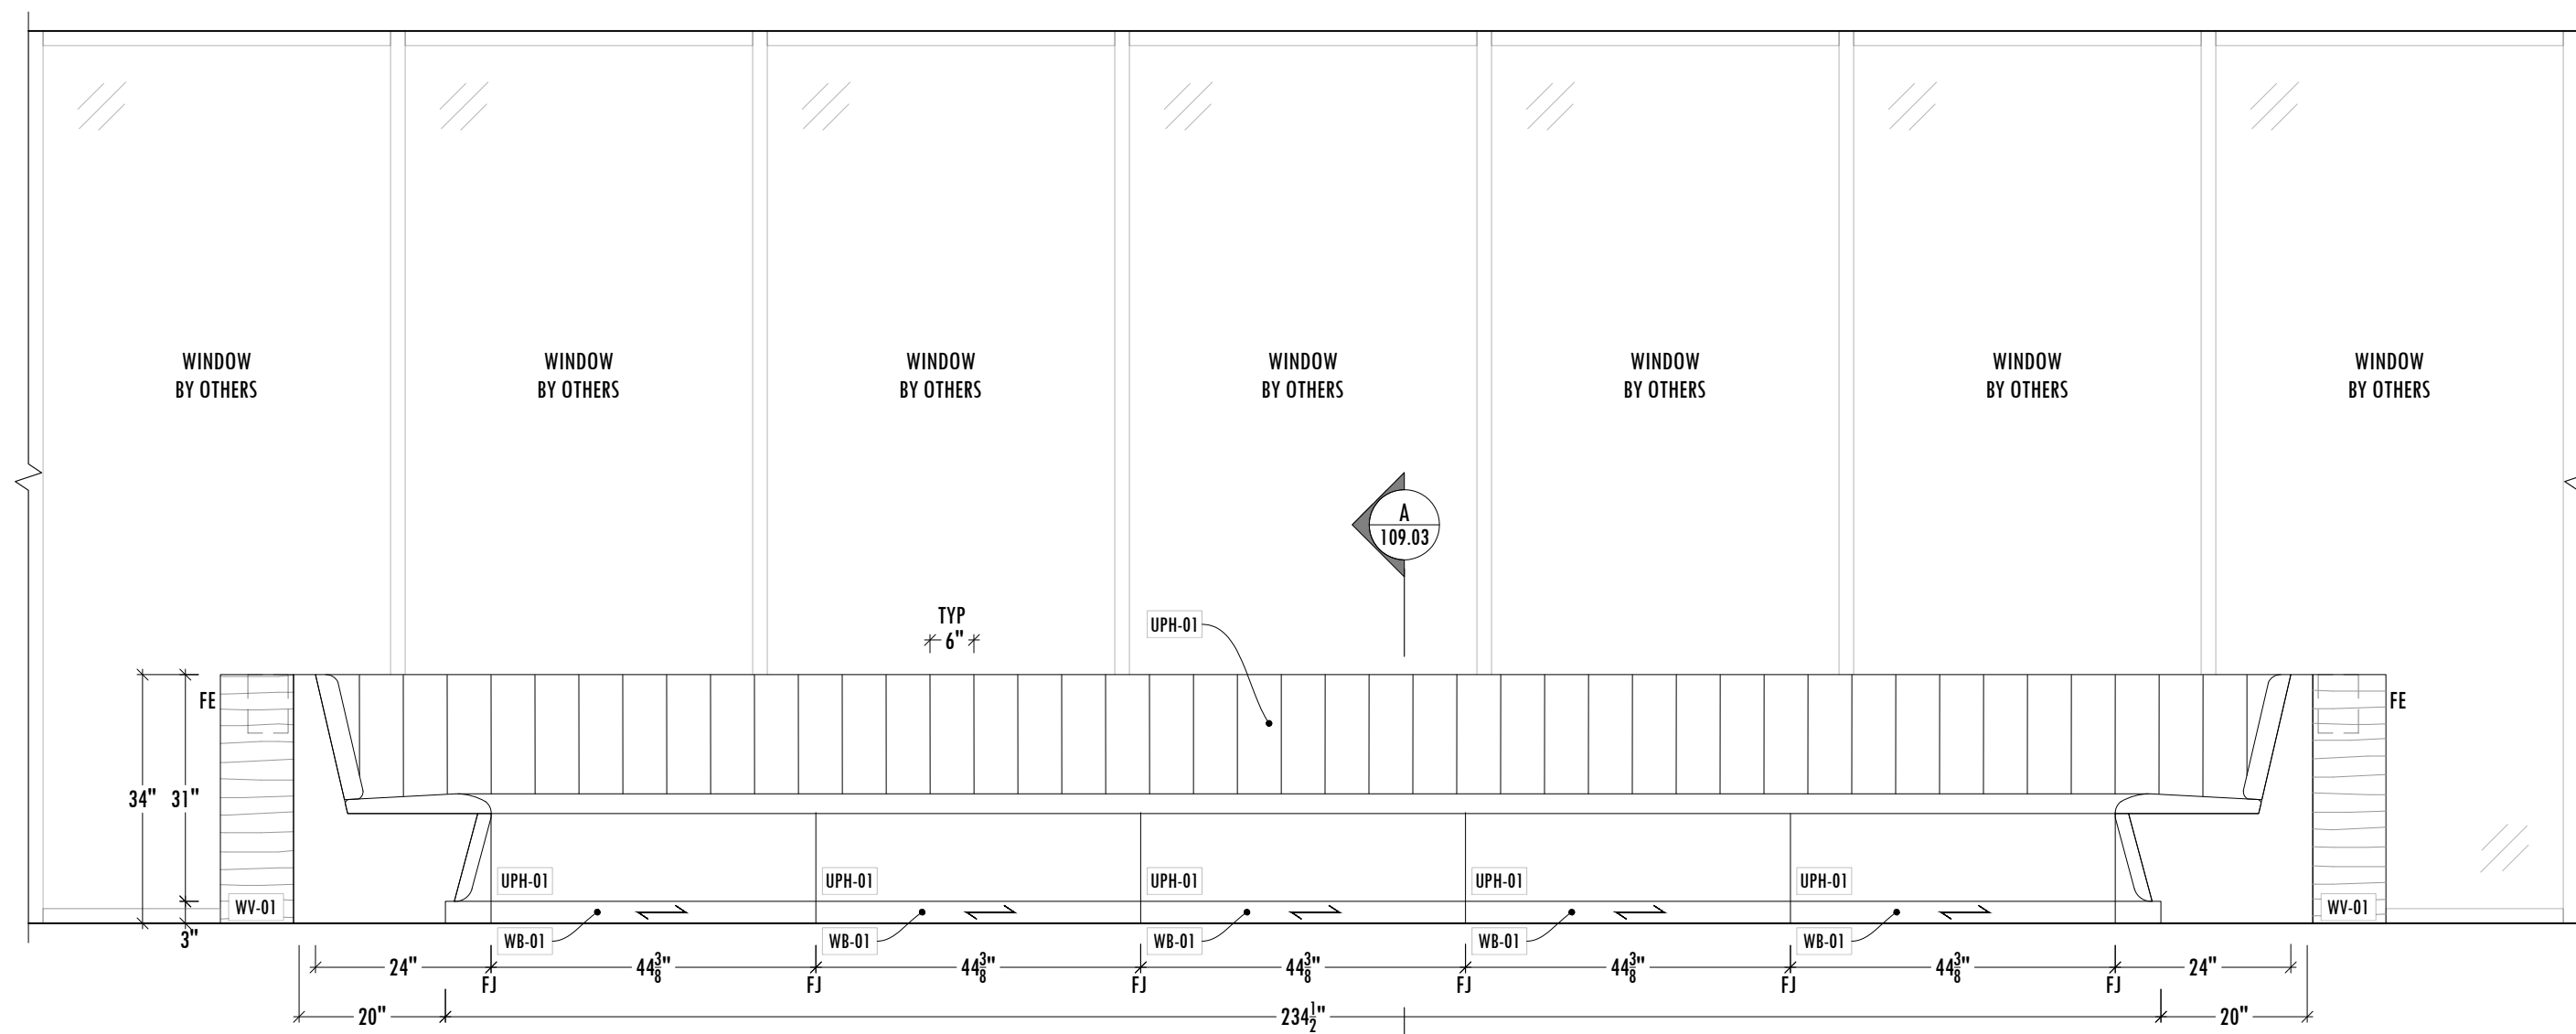 WINDOW
BY OTHERS
WINDOW
BY OTHERS
WINDOW
BY OTHERS
WINDOW
BY OTHERS
WINDOW
BY OTHERS
WINDOW
BY OTHERS
WINDOW
BY OTHERS
A
109.03
TYP
6"
UPH-01
FE
FE
34"
31"
3"
WV-01
WV-01
UPH-01
UPH-01
UPH-01
UPH-01
UPH-01
WB-01
WB-01
WB-01
WB-01
WB-01
24"
44 3/8"
44 3/8"
44 3/8"
44 3/8"
44 3/8"
24"
FJ
FJ
FJ
FJ
FJ
FJ
20"
234 1/2"
20"